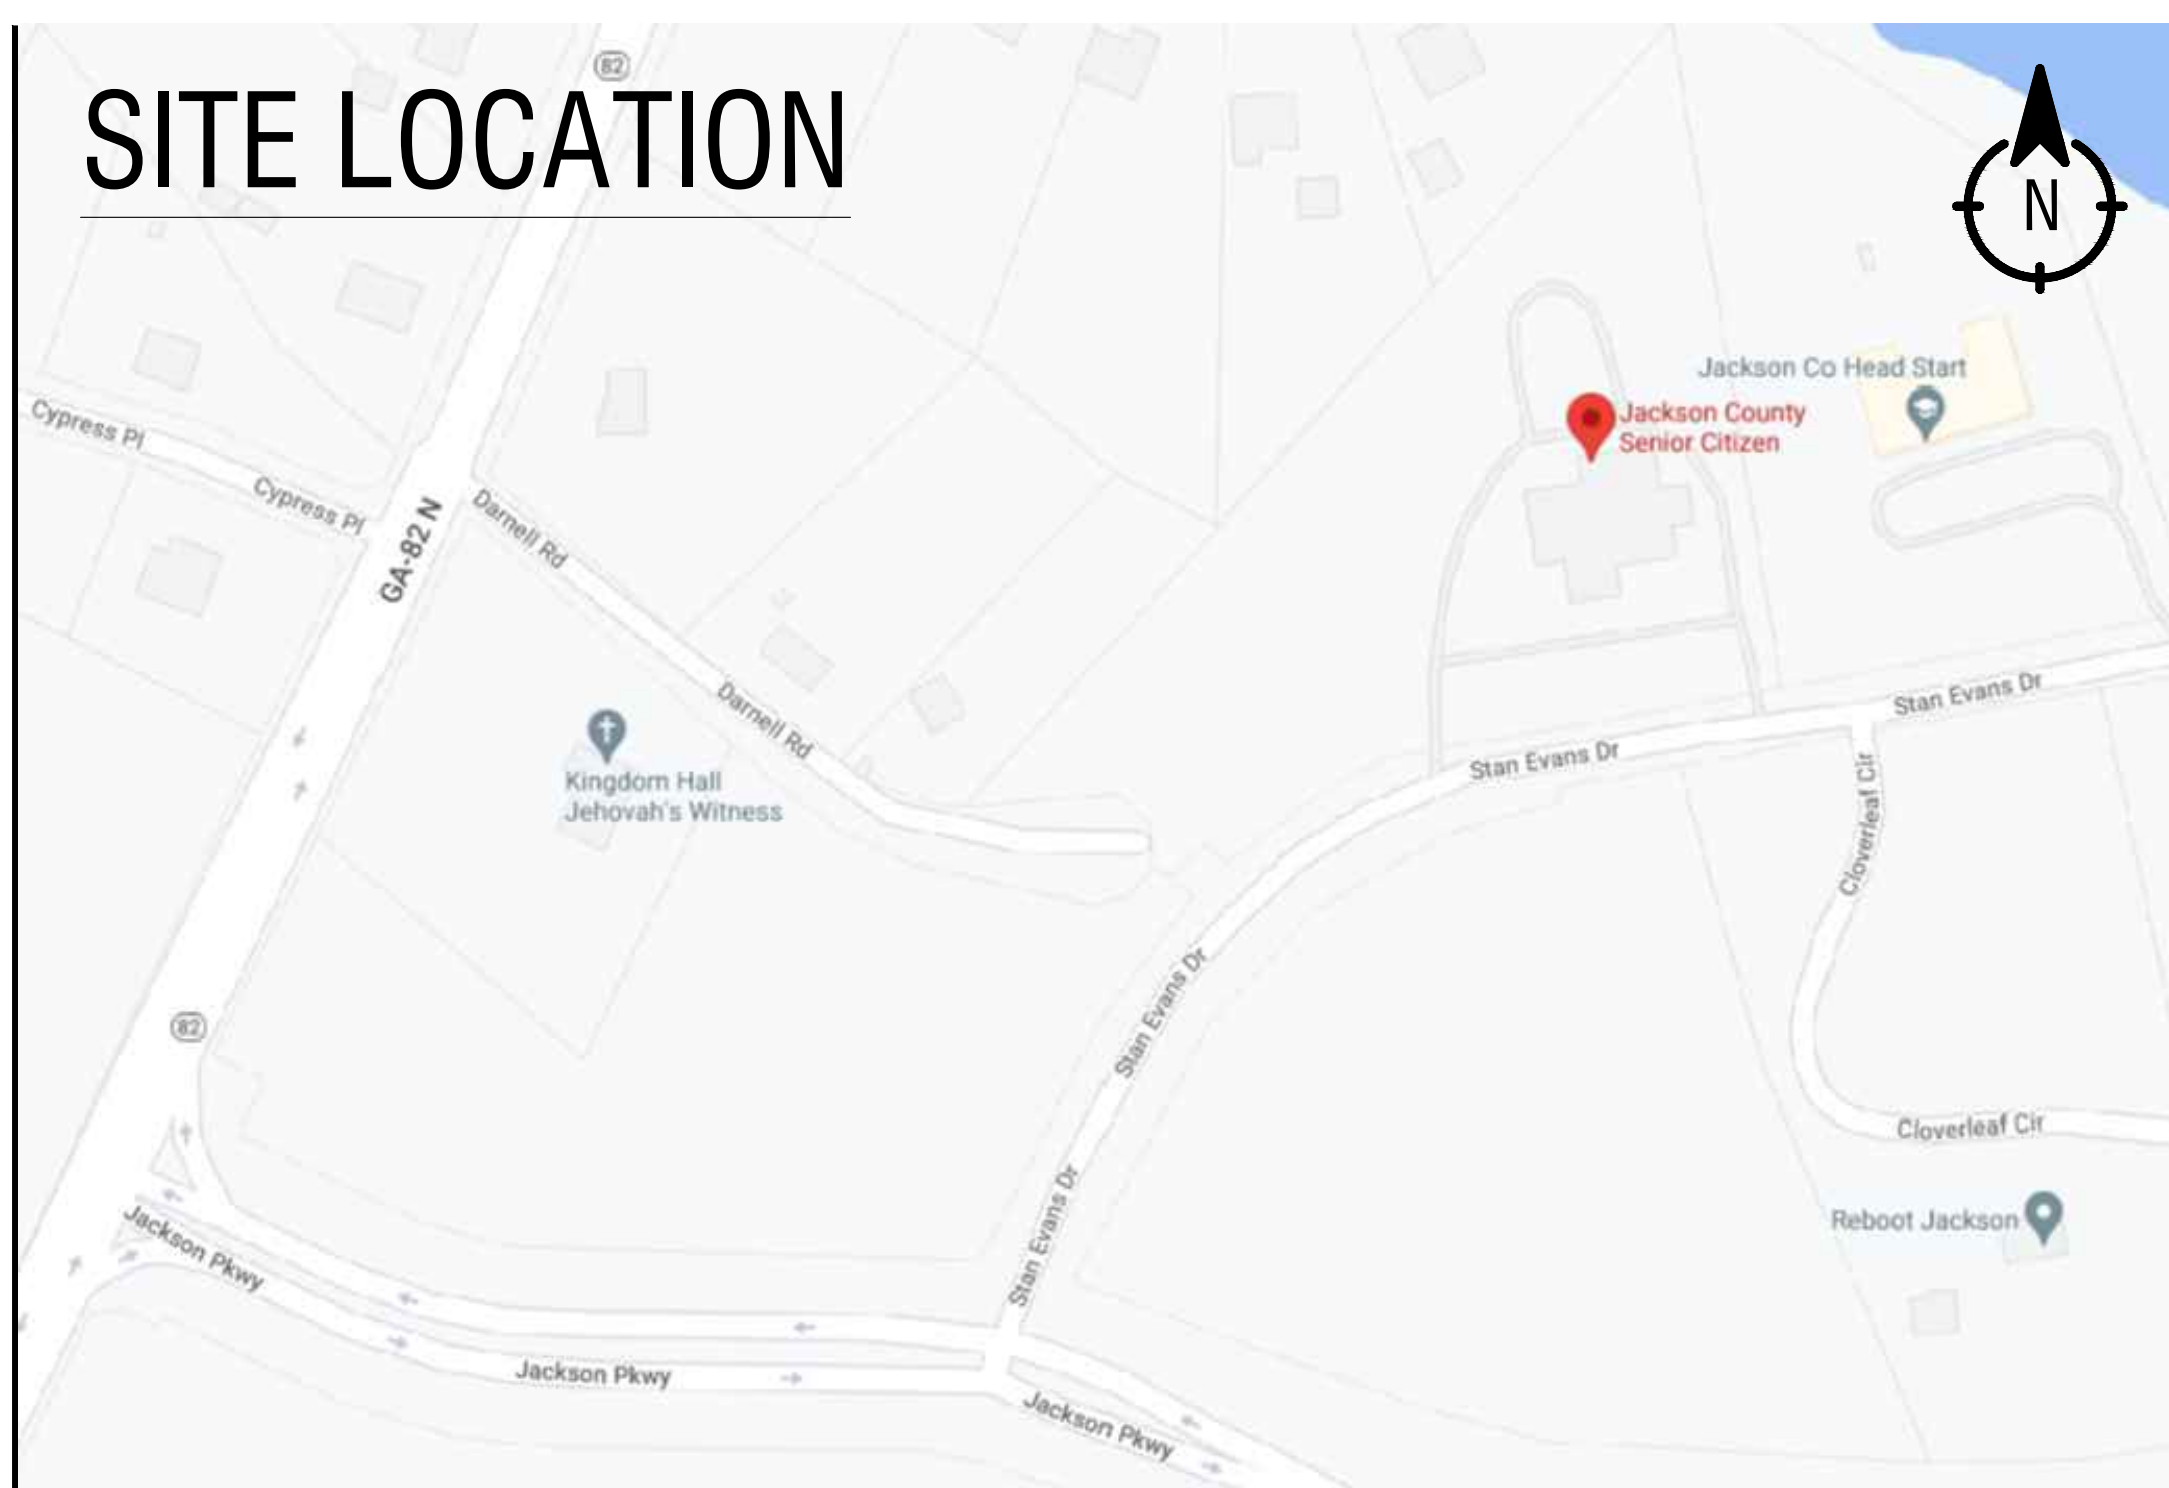 82
SITE LOCATION
N
Jackson Co Head Start
Jackson County
Senior Citizen
Cypress Pl
Cypress Pl
GA-82 N
Darnell Rd
Darnell Rd
Stan Evans Dr
Stan Evans Dr
Kingdom Hall
Jehovah's Witness
Cloverleaf Cir
Stan Evans Dr
82
Cloverleaf Cir
Stan Evans Dr
Reboot Jackson
Jackson Pkwy
Jackson Pkwy
Jackson Pkwy